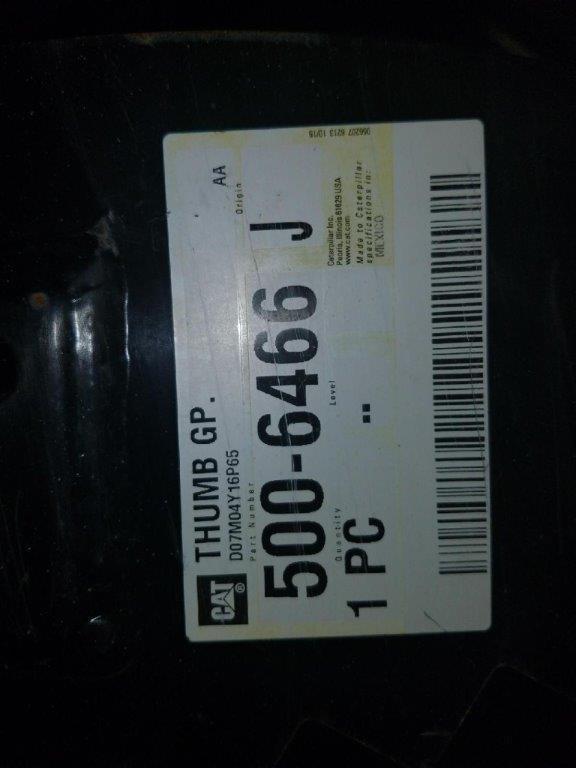 CAT®
THUMB GP.
AA
D07M04Y16P65
Origin
Part Number
500-6466 J
Quantity
Level
1 PC
--
Caterpillar Inc.
Peoria, Illinois 61629 USA
www.cat.com
Made to Caterpillar
specifications in:
MEXICO